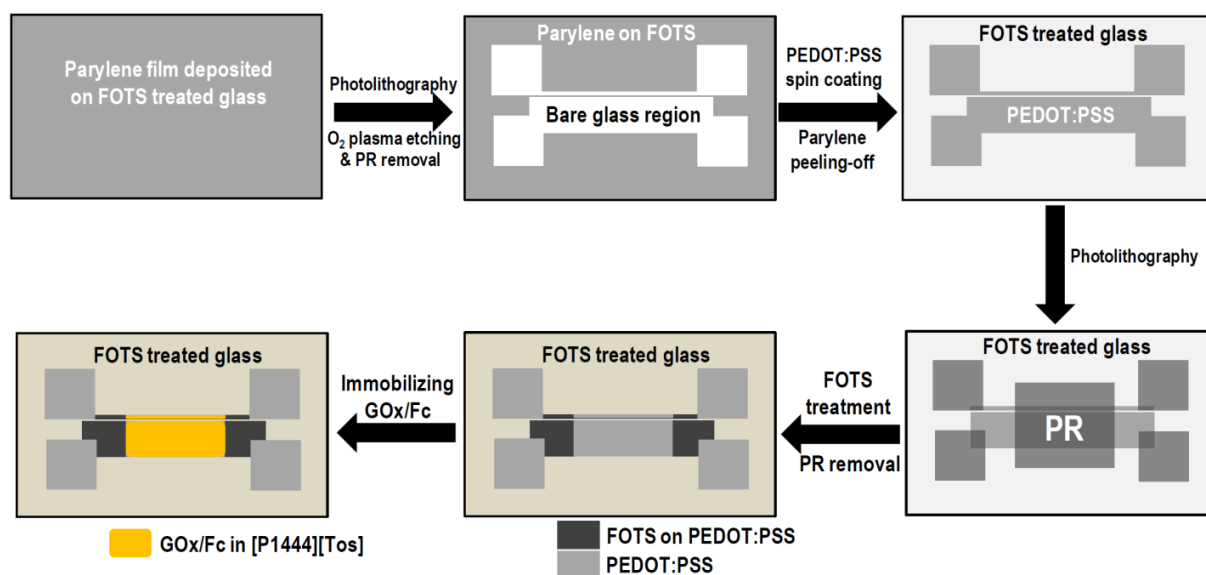 Parylene film deposited
on FOTS treated glass
Photolithography
O₂ plasma etching
& PR removal
Parylene on FOTS
Bare glass region
PEDOT:PSS
spin coating
Parylene
peeling-off
FOTS treated glass
PEDOT:PSS
Photolithography
FOTS treated glass
PR
FOTS
treatment
PR removal
FOTS treated glass
FOTS on PEDOT:PSS
PEDOT:PSS
Immobilizing
GOx/Fc
FOTS treated glass
GOx/Fc in [P1444][Tos]